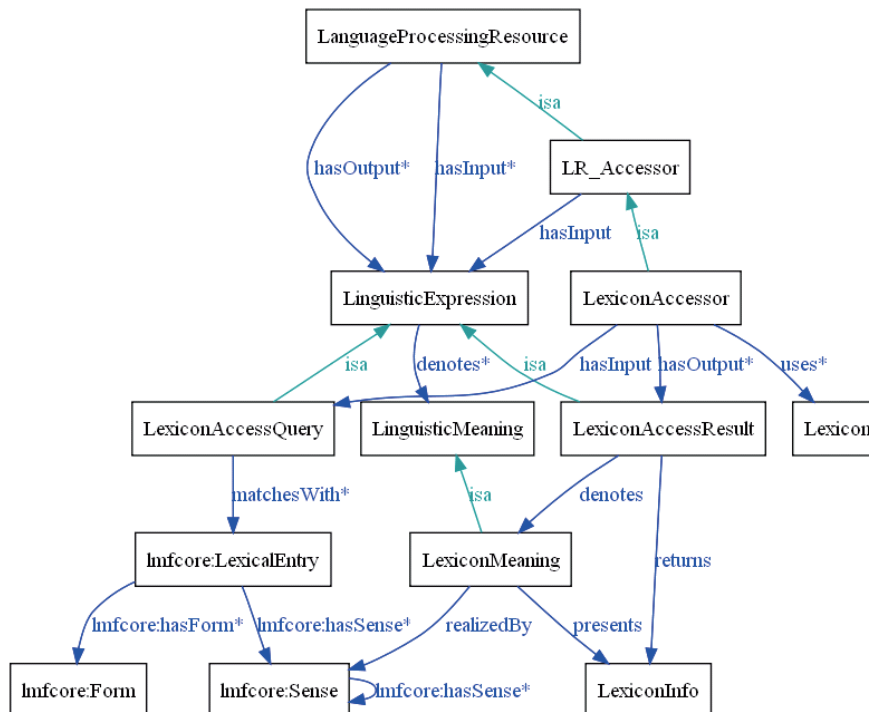 LanguageProcessingResource
isa
LR_Accessor
hasOutput*
hasInput*
hasInput
isa
LinguisticExpression
LexiconAccessor
isa
denotes*
isa
hasInput
hasOutput*
uses*
LexiconAccessQuery
LinguisticMeaning
LexiconAccessResult
Lexicon
matchesWith*
isa
denotes
lmfcore:LexicalEntry
LexiconMeaning
returns
lmfcore:hasForm*
lmfcore:hasSense*
realizedBy
presents
lmfcore:Form
lmfcore:Sense
lmfcore:hasSense*
LexiconInfo